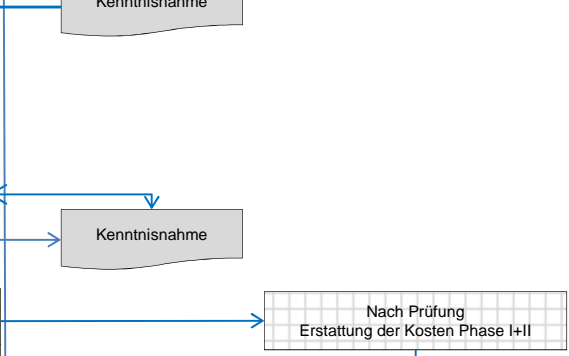 Kenntnisnahme
Kenntnisnahme
Nach Prüfung
Erstattung der Kosten Phase I+II